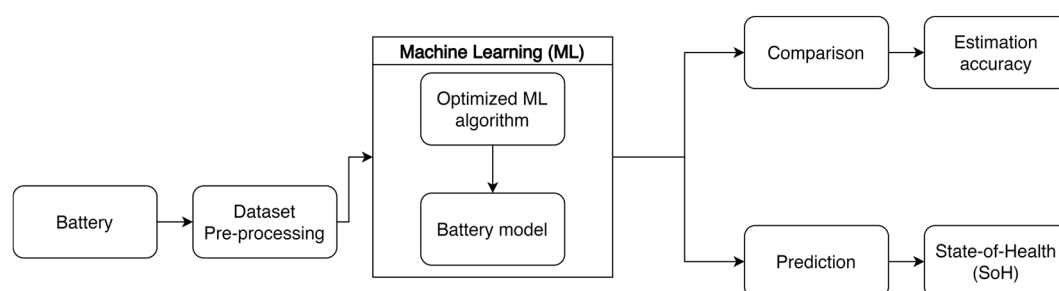 Machine Learning (ML)
Optimized ML
algorithm
Battery model
Battery
Dataset
Pre-processing
Comparison
Estimation
accuracy
Prediction
State-of-Health
(SoH)